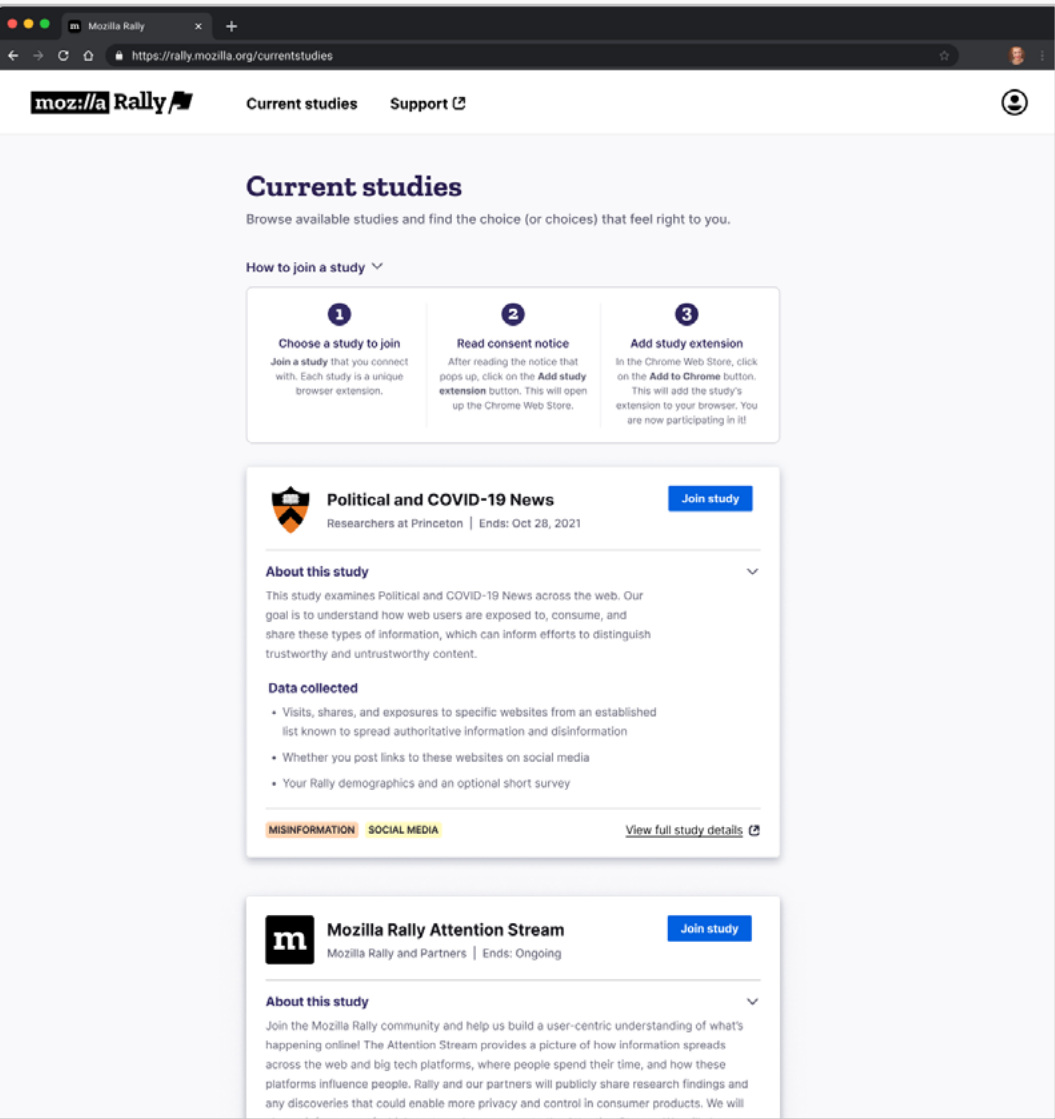 m Mozilla Rally
https://rally.mozilla.org/currentstudies
moz://a Rally
Current studies
Support
Current studies
Browse available studies and find the choice (or choices) that feel right to you.
How to join a study
1
Choose a study to join
Join a study that you connect
with. Each study is a unique
browser extension.
2
Read consent notice
After reading the notice that
pops up, click on the Add study
extension button. This will open
up the Chrome Web Store.
3
Add study extension
In the Chrome Web Store, click
on the Add to Chrome button.
This will add the study's
extension to your browser. You
are now participating in it!
Political and COVID-19 News
Join study
Researchers at Princeton | Ends: Oct 28, 2021
About this study
This study examines Political and COVID-19 News across the web. Our
goal is to understand how web users are exposed to, consume, and
share these types of information, which can inform efforts to distinguish
trustworthy and untrustworthy content.
Data collected
• Visits, shares, and exposures to specific websites from an established
list known to spread authoritative information and disinformation
• Whether you post links to these websites on social media
• Your Rally demographics and an optional short survey
MISINFORMATION SOCIAL MEDIA
View full study details
m
Mozilla Rally Attention Stream
Join study
Mozilla Rally and Partners | Ends: Ongoing
About this study
Join the Mozilla Rally community and help us build a user-centric understanding of what's
happening online! The Attention Stream provides a picture of how information spreads
across the web and big tech platforms, where people spend their time, and how these
platforms influence people. Rally and our partners will publicly share research findings and
any discoveries that could enable more privacy and control in consumer products. We will